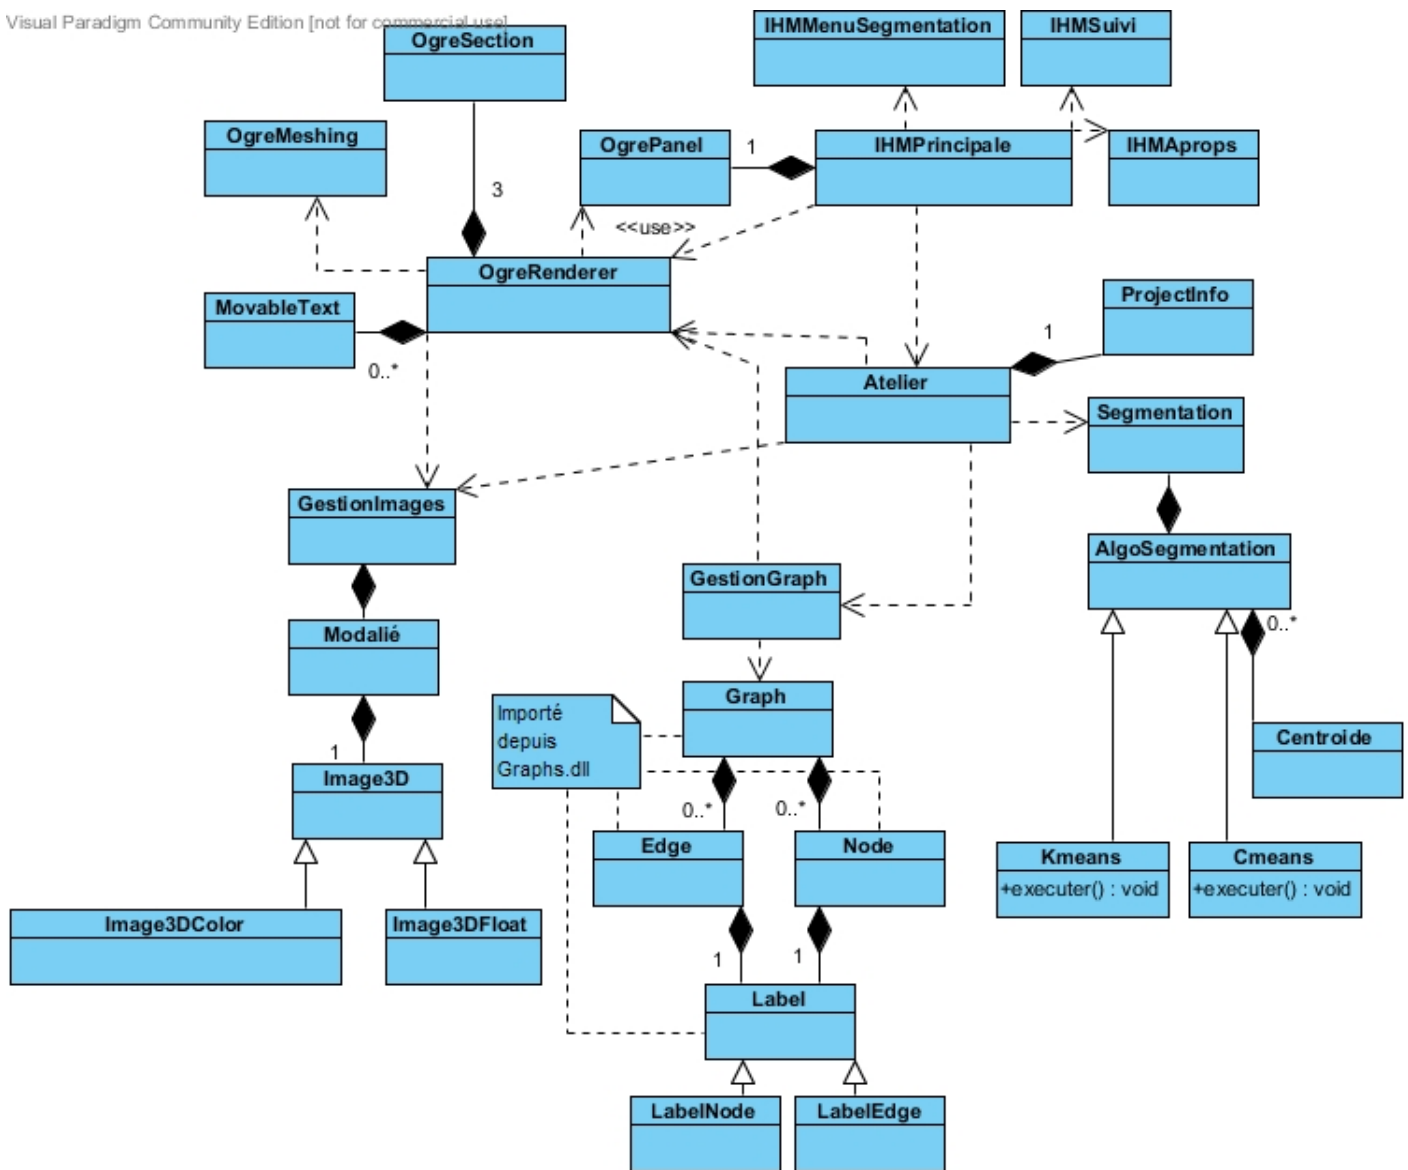 Visual Paradigm Community Edition [not for commercial use]
OgreSection
IHMMenuSegmentation
IHMSuivi
OgreMeshing
OgrePanel
1
IHMPrincipale
IHMAprops
3
<<use>>
OgreRenderer
MovableText
0..*
ProjectInfo
1
Atelier
Segmentation
GestionImages
AlgoSegmentation
GestionGraph
0..*
Modalié
Graph
Importé
depuis
Graphs.dll
Centroide
1
Image3D
0..*
0..*
Edge
Node
Kmeans
+executer() : void
Cmeans
+executer() : void
Image3DColor
Image3DFloat
1
1
Label
LabelNode
LabelEdge